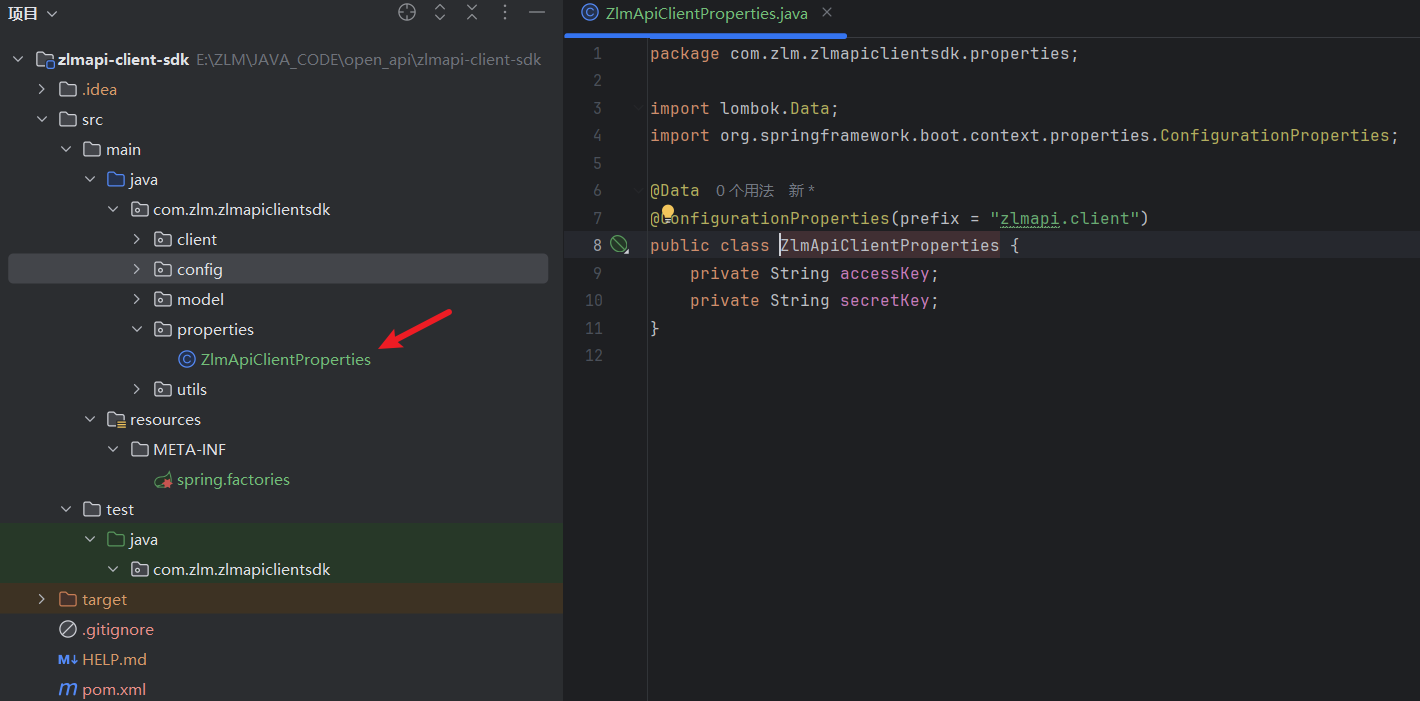 项目
zlmapi-client-sdk E:\ZLM\JAVA_CODE\open_api\zlmapi-client-sdk
.idea
src
main
java
com.zlm.zlmapiclientsdk
client
config
model
properties
ZlmApiClientProperties
utils
resources
META-INF
spring.factories
test
java
com.zlm.zlmapiclientsdk
target
.gitignore
M↓ HELP.md
m pom.xml
ZlmApiClientProperties.java
1 package com.zlm.zlmapiclientsdk.properties;
2
3 import lombok.Data;
4 import org.springframework.boot.context.properties.ConfigurationProperties;
5
6 @Data 0 个用法 新 *
7 @ConfigurationProperties(prefix = "zlmapi.client")
8 public class ZlmApiClientProperties {
9 private String accessKey;
10 private String secretKey;
11 }
12